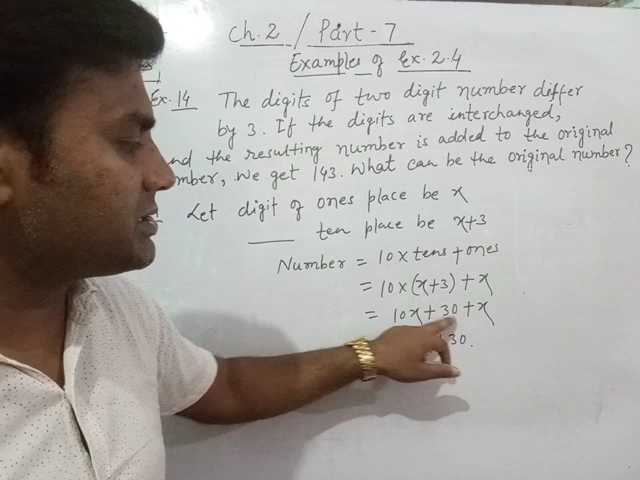 Ch.2 / Part-7
Examples of Ex.2.4
Ex.14 The digits of two digit number differ
by 3. If the digits are interchanged,
nd the resulting number is added to the original
mber, we get 143. What can be the original number?
Let digit of ones place be x
ten place be x+3
Number = 10 x tens + ones
= 10 x (x+3) + x
= 10x + 30 + x
30.